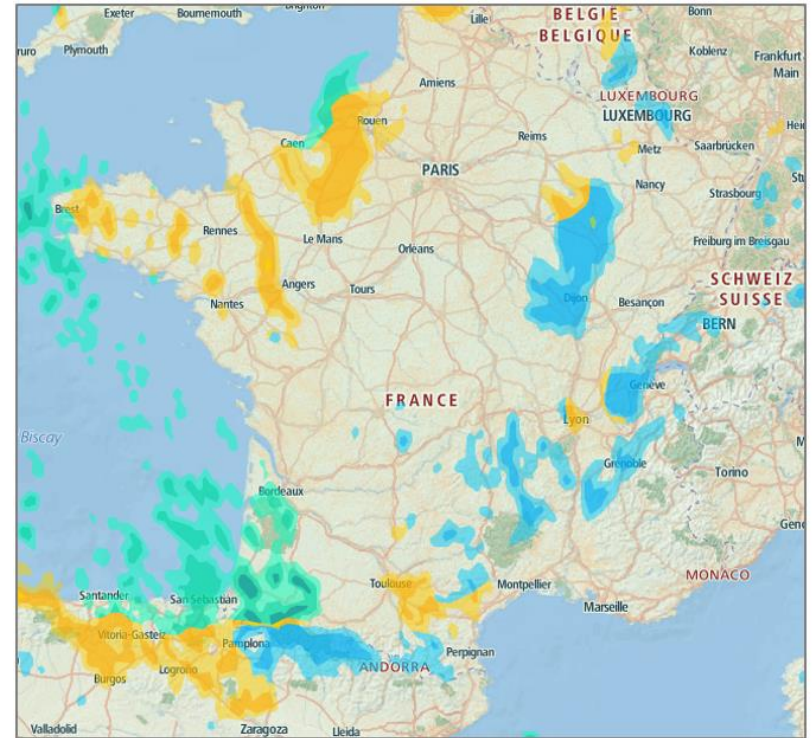 Exeter
Bournemouth
Brighton
Lille
BELGIË
BELGIQUE
Bonn
Plymouth
Koblenz
Frankfurt
Main
Amiens
LUXEMBOURG
LUXEMBOURG
Rouen
Caen
Reims
Metz
Saarbrücken
PARIS
Nancy
Strasbourg
Brest
Rennes
Le Mans
Orléans
Freiburg im Breisgau
Angers
Tours
Nantes
Dijon
Besançon
SCHWEIZ
SUISSE
BERN
FRANCE
Genève
Lyon
Biscay
Grenoble
Torino
Bordeaux
Santander
San Sebastián
Toulouse
Montpellier
MONACO
Marseille
Vitoria-Gasteiz
Pamplona
Logroño
Burgos
ANDORRA
Perpignan
Valladolid
Zaragoza
Lleida